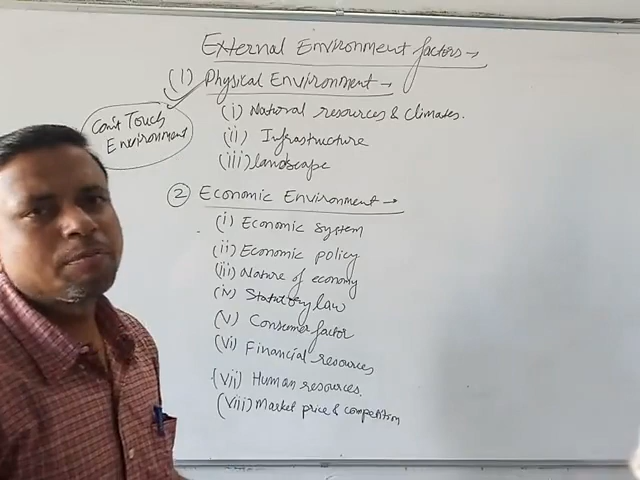 External Environment factors →
(1) Physical Environment →
Can't Touch
Environment
(i) National resources & climates.
(ii) Infrastructure
(iii) landscape
② Economic Environment →
(i) Economic system
(ii) Economic policy
(iii) Nature of economy
(iv) Statutory law
(v) Consumer factor
(vi) Financial resources
(vii) Human resources.
(viii) Market price & competition